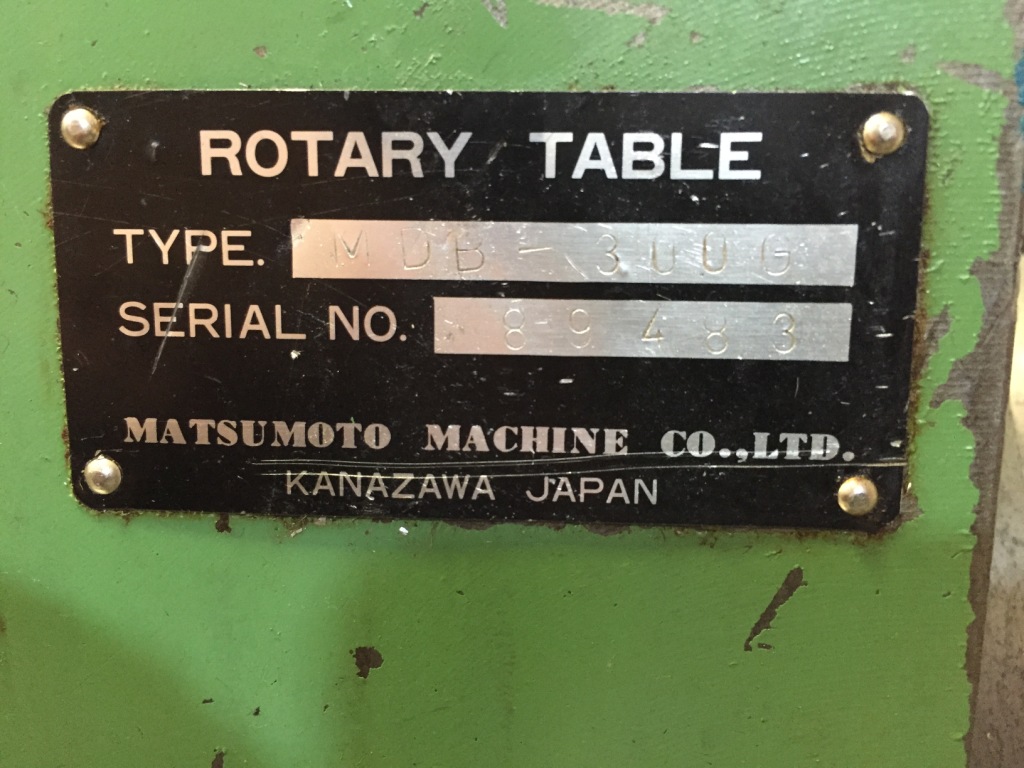 ROTARY TABLE
TYPE. MDB-300G
SERIAL NO. 89483
MATSUMOTO MACHINE CO.,LTD.
KANAZAWA JAPAN